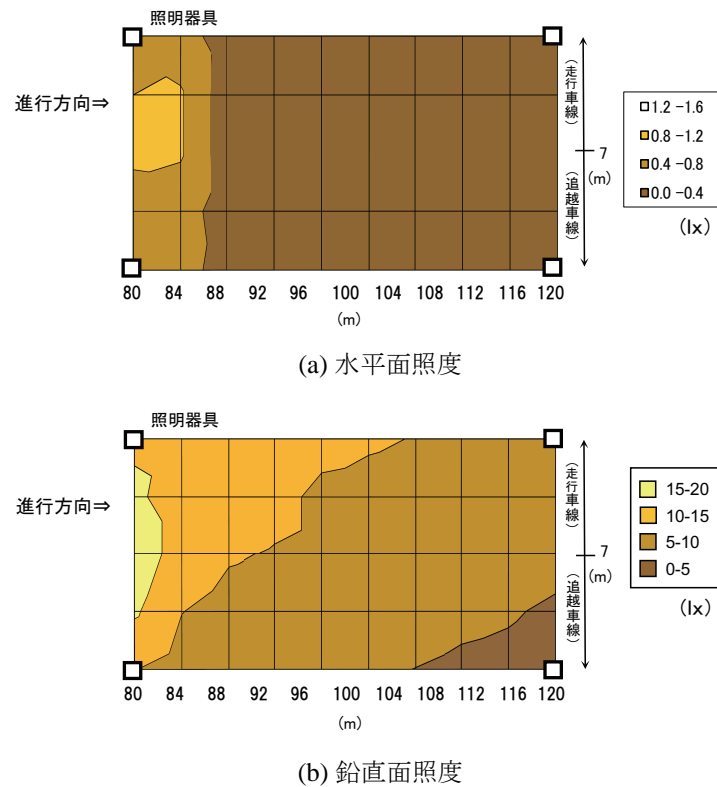 照明器具
進行方向⇒
(走行車線)
7
(m)
(追越車線)
1.2 -1.6
0.8 -1.2
0.4 -0.8
0.0 -0.4
(lx)
80 84 88 92 96 100 104 108 112 116 120
(m)
(a) 水平面照度
照明器具
進行方向⇒
(走行車線)
7
(m)
(追越車線)
15-20
10-15
5-10
0-5
(lx)
80 84 88 92 96 100 104 108 112 116 120
(m)
(b) 鉛直面照度